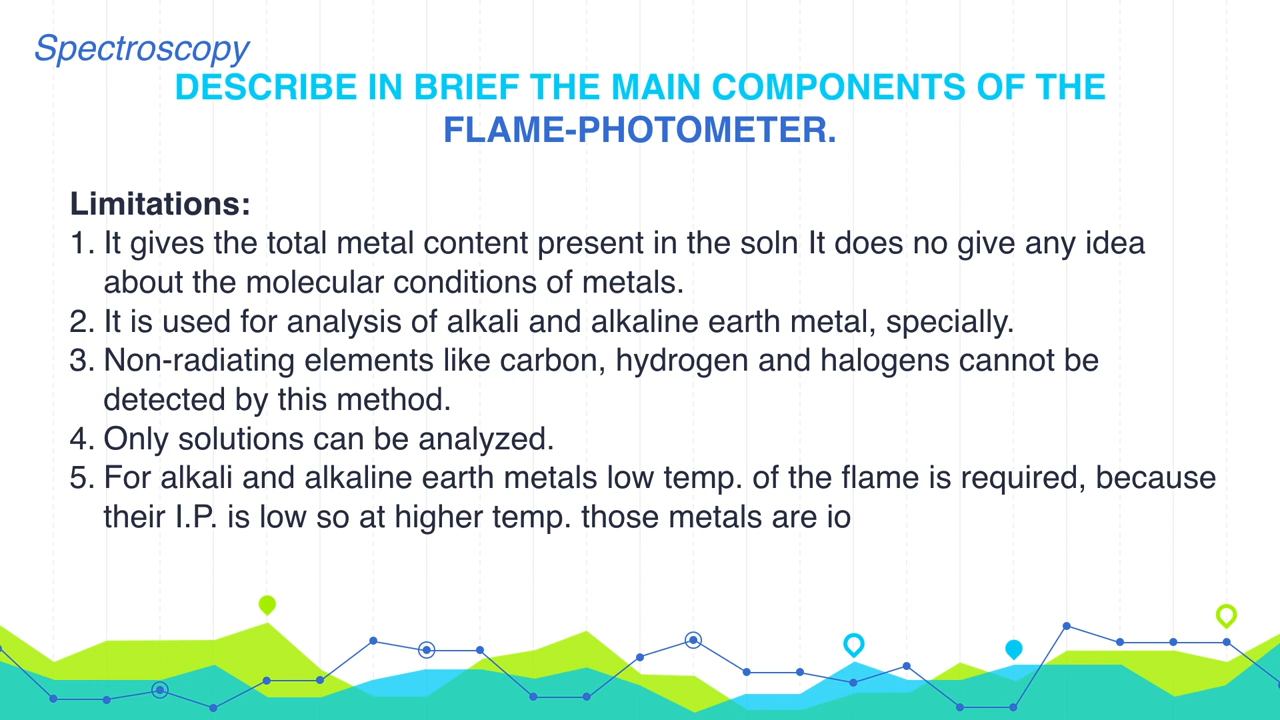 Spectroscopy
DESCRIBE IN BRIEF THE MAIN COMPONENTS OF THE
FLAME-PHOTOMETER.
Limitations:
1. It gives the total metal content present in the soln It does no give any idea
about the molecular conditions of metals.
2. It is used for analysis of alkali and alkaline earth metal, specially.
3. Non-radiating elements like carbon, hydrogen and halogens cannot be
detected by this method.
4. Only solutions can be analyzed.
5. For alkali and alkaline earth metals low temp. of the flame is required, because
their I.P. is low so at higher temp. those metals are io